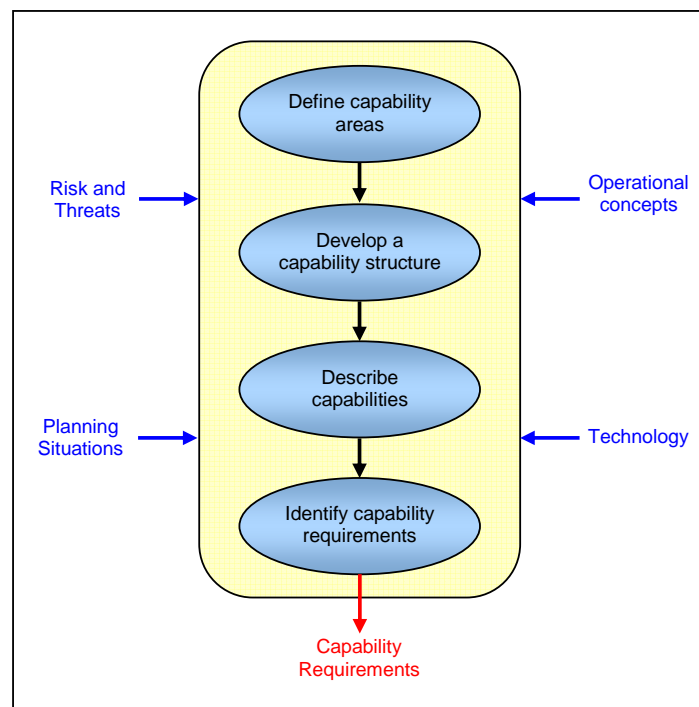 Define capability
areas
Risk and
Threats
Operational
concepts
Develop a
capability structure
Describe
capabilities
Planning
Situations
Technology
Identify capability
requirements
Capability
Requirements